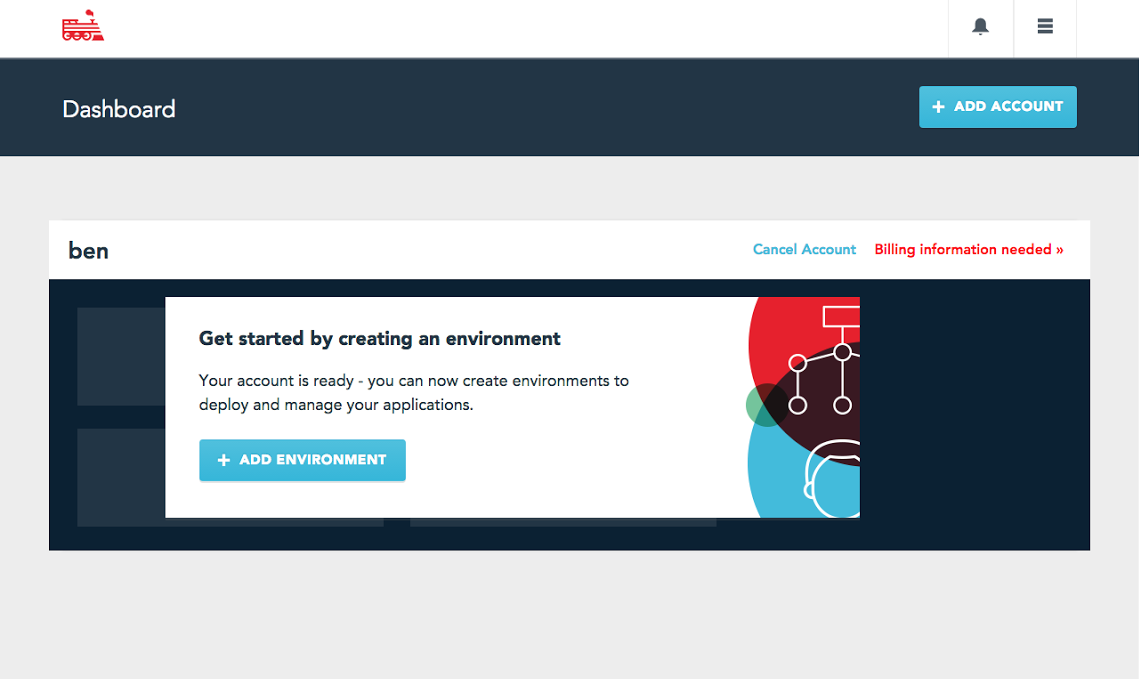 Dashboard
+ ADD ACCOUNT
ben
Cancel Account
Billing information needed »
Get started by creating an environment
Your account is ready - you can now create environments to
deploy and manage your applications.
+ ADD ENVIRONMENT